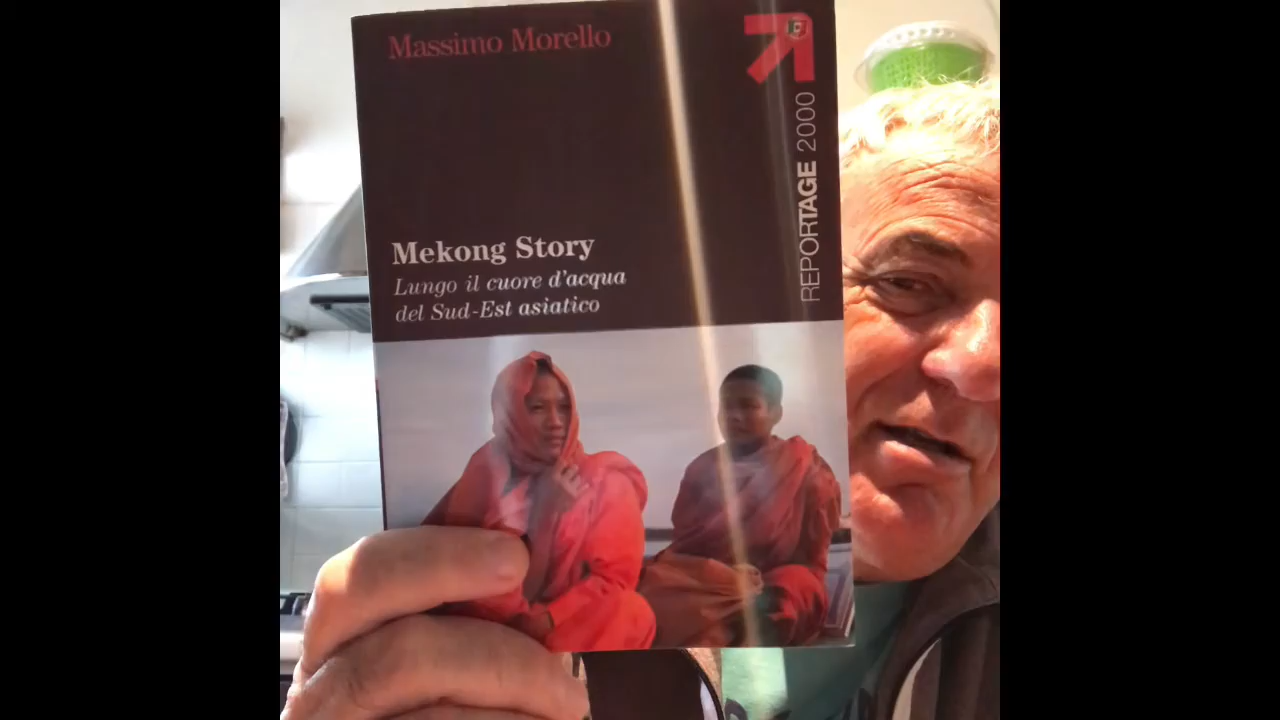 Massimo Morello
REPORTAGE 2000
Mekong Story
Lungo il cuore d'acqua
del Sud-Est asiatico